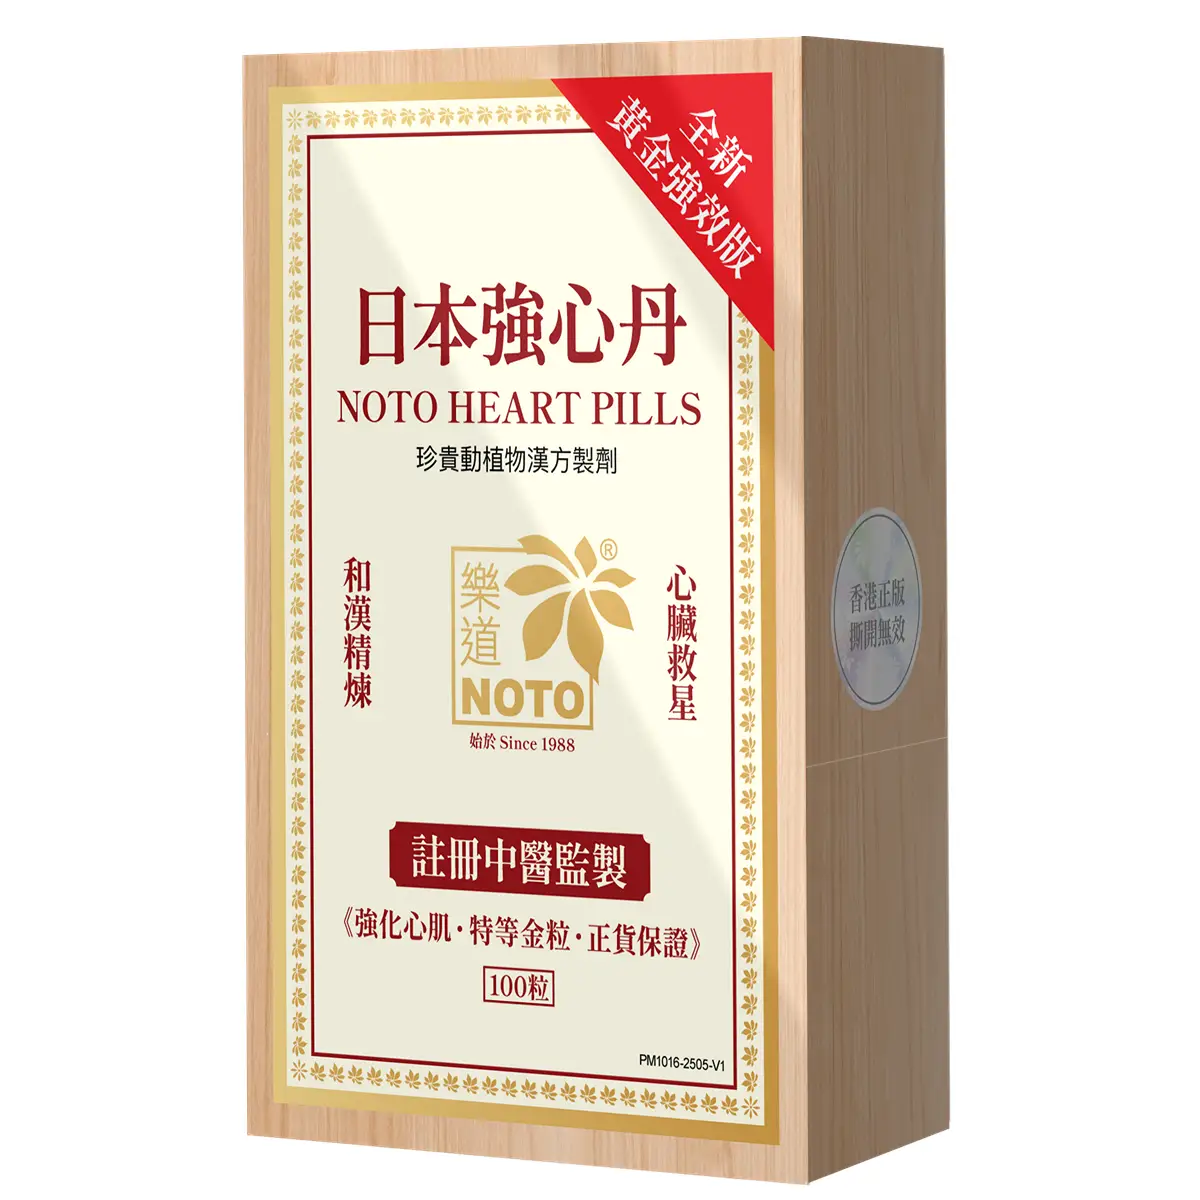 全新
黃金強效版
日本強心丹
NOTO HEART PILLS
珍貴動植物漢方製劑
和漢精煉
樂道
®
NOTO
始於 Since 1988
心臟救星
註冊中醫監製
《強化心肌·特等金粒·正貨保證》
100粒
PM1016-2505-V1
香港正版
撕開無效